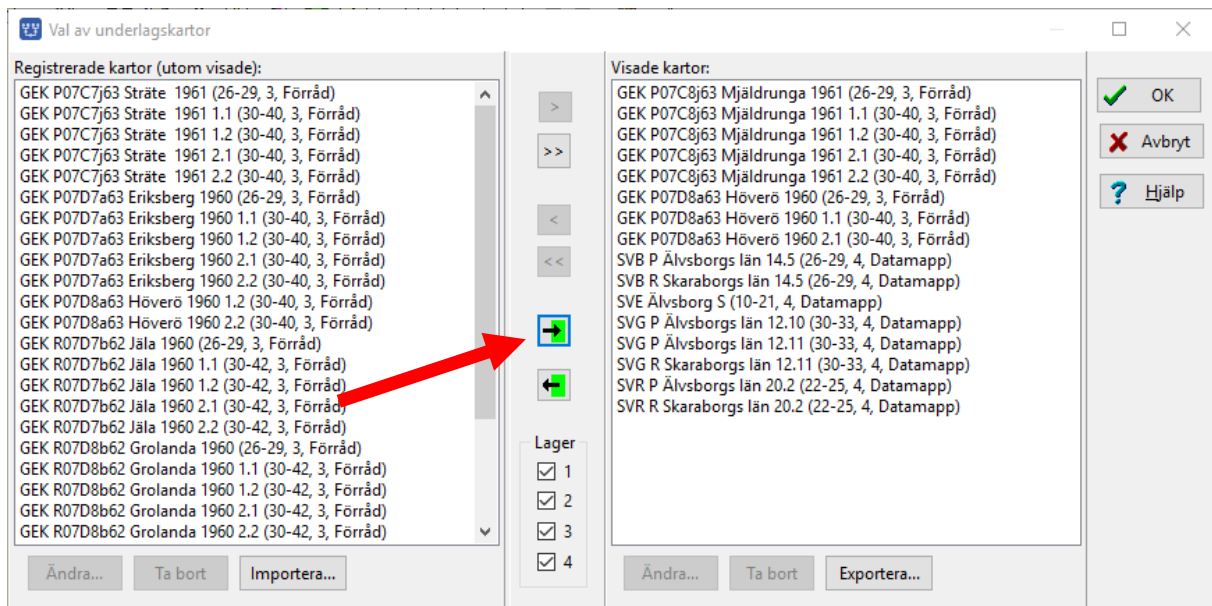 Val av underlagskartor
Registrerade kartor (utom visade):
GEK P07C7j63 Sträte 1961 (26-29, 3, Förråd)
GEK P07C7j63 Sträte 1961 1.1 (30-40, 3, Förråd)
GEK P07C7j63 Sträte 1961 1.2 (30-40, 3, Förråd)
GEK P07C7j63 Sträte 1961 2.1 (30-40, 3, Förråd)
GEK P07C7j63 Sträte 1961 2.2 (30-40, 3, Förråd)
GEK P07D7a63 Eriksberg 1960 (26-29, 3, Förråd)
GEK P07D7a63 Eriksberg 1960 1.1 (30-40, 3, Förråd)
GEK P07D7a63 Eriksberg 1960 1.2 (30-40, 3, Förråd)
GEK P07D7a63 Eriksberg 1960 2.1 (30-40, 3, Förråd)
GEK P07D7a63 Eriksberg 1960 2.2 (30-40, 3, Förråd)
GEK P07D8a63 Höverö 1960 1.2 (30-40, 3, Förråd)
GEK P07D8a63 Höverö 1960 2.2 (30-40, 3, Förråd)
GEK R07D7b62 Jäla 1960 (26-29, 3, Förråd)
GEK R07D7b62 Jäla 1960 1.1 (30-42, 3, Förråd)
GEK R07D7b62 Jäla 1960 1.2 (30-42, 3, Förråd)
GEK R07D7b62 Jäla 1960 2.1 (30-42, 3, Förråd)
GEK R07D7b62 Jäla 1960 2.2 (30-42, 3, Förråd)
GEK R07D8b62 Grolanda 1960 (26-29, 3, Förråd)
GEK R07D8b62 Grolanda 1960 1.1 (30-42, 3, Förråd)
GEK R07D8b62 Grolanda 1960 1.2 (30-42, 3, Förråd)
GEK R07D8b62 Grolanda 1960 2.1 (30-42, 3, Förråd)
GEK R07D8b62 Grolanda 1960 2.2 (30-42, 3, Förråd)
Ändra...
Ta bort
Importera...
>
>>
<
<<
Lager
1
2
3
4
Visade kartor:
GEK P07C8j63 Mjäldrunga 1961 (26-29, 3, Förråd)
GEK P07C8j63 Mjäldrunga 1961 1.1 (30-40, 3, Förråd)
GEK P07C8j63 Mjäldrunga 1961 1.2 (30-40, 3, Förråd)
GEK P07C8j63 Mjäldrunga 1961 2.1 (30-40, 3, Förråd)
GEK P07C8j63 Mjäldrunga 1961 2.2 (30-40, 3, Förråd)
GEK P07D8a63 Höverö 1960 (26-29, 3, Förråd)
GEK P07D8a63 Höverö 1960 1.1 (30-40, 3, Förråd)
GEK P07D8a63 Höverö 1960 2.1 (30-40, 3, Förråd)
SVB P Älvsborgs län 14.5 (26-29, 4, Datamapp)
SVB R Skaraborgs län 14.5 (26-29, 4, Datamapp)
SVE Älvsborg S (10-21, 4, Datamapp)
SVG P Älvsborgs län 12.10 (30-33, 4, Datamapp)
SVG P Älvsborgs län 12.11 (30-33, 4, Datamapp)
SVG R Skaraborgs län 12.11 (30-33, 4, Datamapp)
SVR P Älvsborgs län 20.2 (22-25, 4, Datamapp)
SVR R Skaraborgs län 20.2 (22-25, 4, Datamapp)
Ändra...
Ta bort
Exportera...
OK
Avbryt
Hjälp